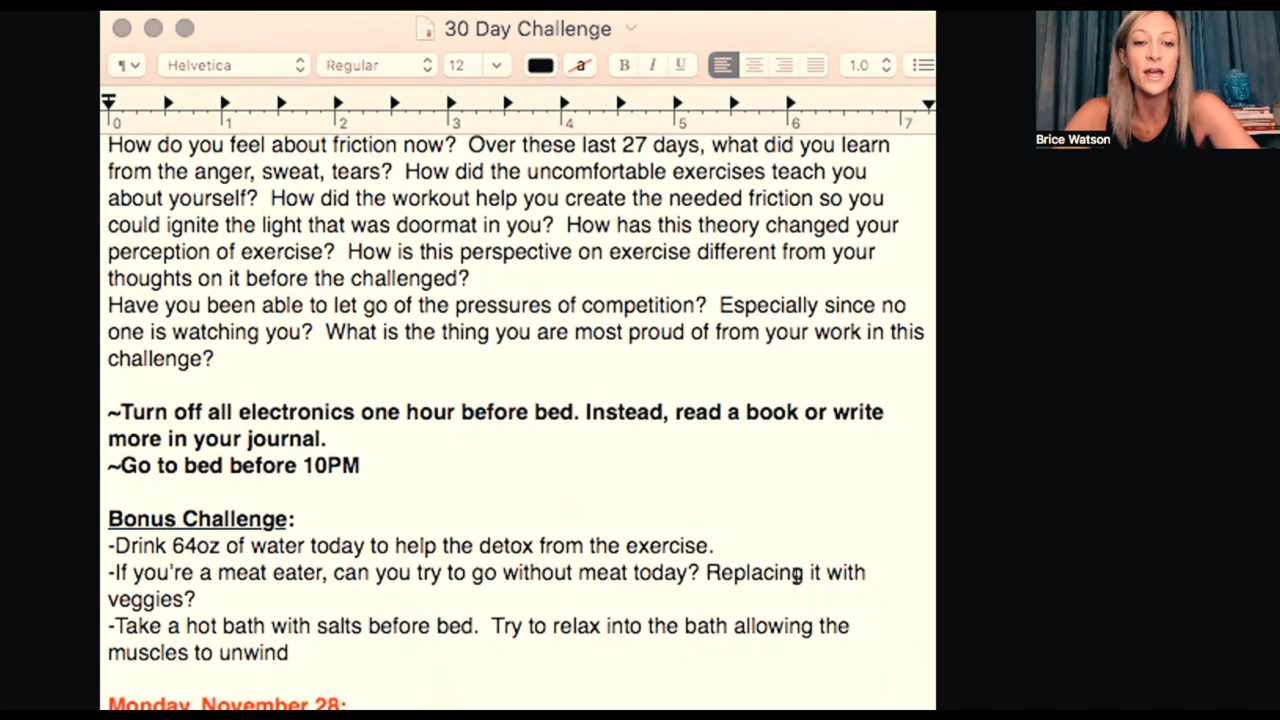 30 Day Challenge
Helvetica Regular 12 a B I U 1.0
0 1 2 3 4 5 6 7
Brice Watson
How do you feel about friction now?  Over these last 27 days, what did you learn
from the anger, sweat, tears?  How did the uncomfortable exercises teach you
about yourself?  How did the workout help you create the needed friction so you
could ignite the light that was doormat in you?  How has this theory changed your
perception of exercise?  How is this perspective on exercise different from your
thoughts on it before the challenged?
Have you been able to let go of the pressures of competition?  Especially since no
one is watching you?  What is the thing you are most proud of from your work in this
challenge?
~Turn off all electronics one hour before bed. Instead, read a book or write
more in your journal.
~Go to bed before 10PM
Bonus Challenge:
-Drink 64oz of water today to help the detox from the exercise.
-If you're a meat eater, can you try to go without meat today? Replacing it with
veggies?
-Take a hot bath with salts before bed.  Try to relax into the bath allowing the
muscles to unwind
Monday, November 28: